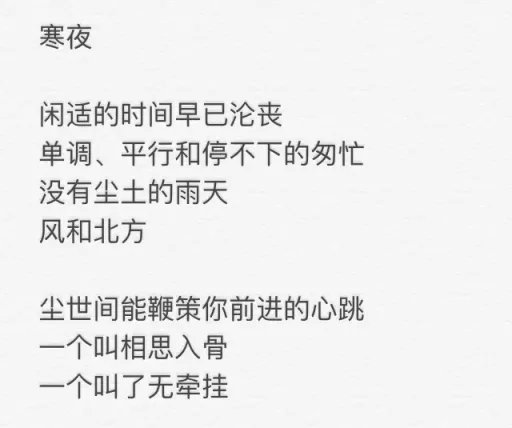 寒夜
闲适的时间早已沦丧
单调、平行和停不下的匆忙
没有尘土的雨天
风和北方
尘世间能鞭策你前进的心跳
一个叫相思入骨
一个叫了无牵挂